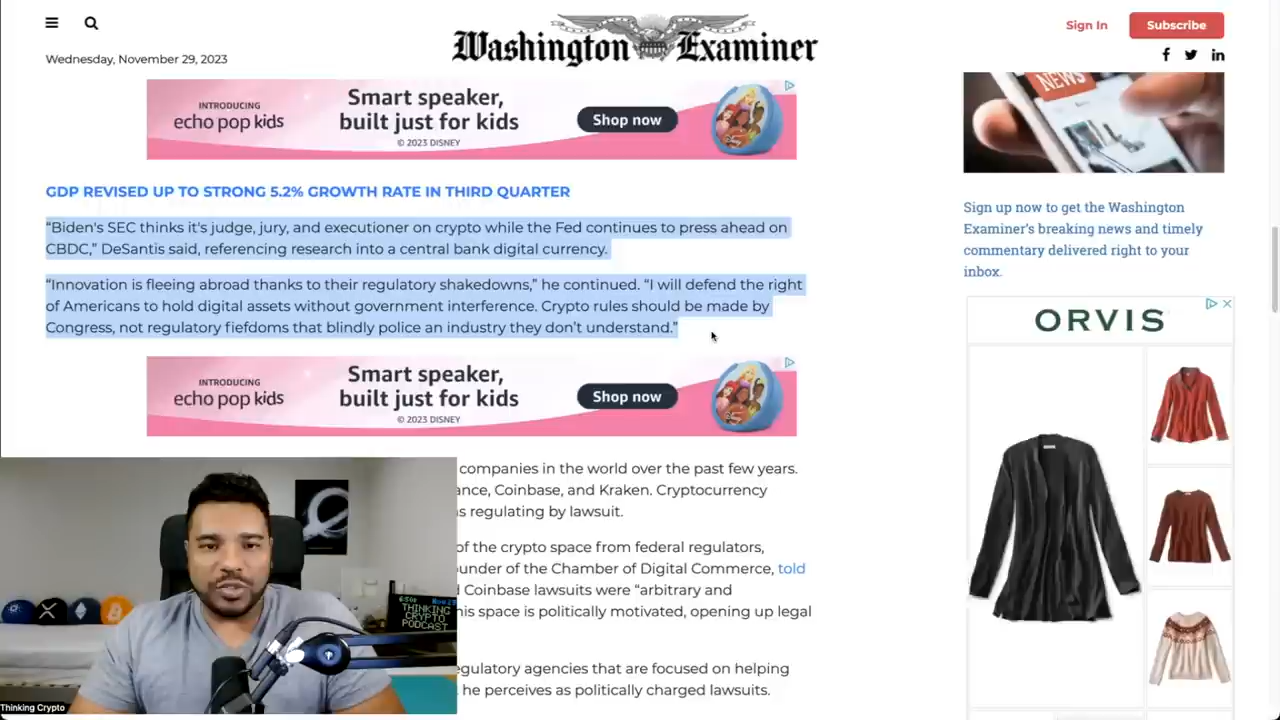 Washington Examiner
Sign In
Subscribe
Wednesday, November 29, 2023
INTRODUCING
echo pop kids
Smart speaker,
built just for kids
© 2023 DISNEY
Shop now
NEWS
GDP REVISED UP TO STRONG 5.2% GROWTH RATE IN THIRD QUARTER
“Biden's SEC thinks it's judge, jury, and executioner on crypto while the Fed continues to press ahead on
CBDC,” DeSantis said, referencing research into a central bank digital currency.
“Innovation is fleeing abroad thanks to their regulatory shakedowns,” he continued. “I will defend the right
of Americans to hold digital assets without government interference. Crypto rules should be made by
Congress, not regulatory fiefdoms that blindly police an industry they don’t understand.”
Sign up now to get the Washington
Examiner’s breaking news and timely
commentary delivered right to your
inbox.
ORVIS
INTRODUCING
echo pop kids
Smart speaker,
built just for kids
© 2023 DISNEY
Shop now
companies in the world over the past few years.
ance, Coinbase, and Kraken. Cryptocurrency
s regulating by lawsuit.
of the crypto space from federal regulators,
ounder of the Chamber of Digital Commerce, told
d Coinbase lawsuits were “arbitrary and
his space is politically motivated, opening up legal
egulatory agencies that are focused on helping
he perceives as politically charged lawsuits.
THINKING
CRYPTO
PODCAST
Thinking Crypto